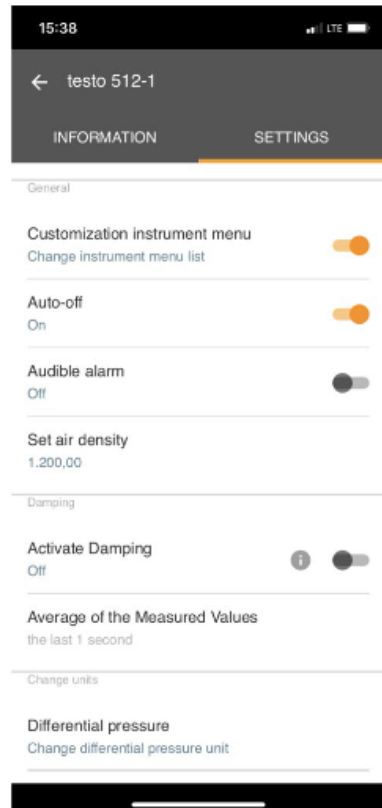 15:38
LTE
testo 512-1
INFORMATION
SETTINGS
General
Customization instrument menu
Change instrument menu list
Auto-off
On
Audible alarm
Off
Set air density
1.200,00
Damping
Activate Damping
Off
Average of the Measured Values
the last 1 second
Change units
Differential pressure
Change differential pressure unit